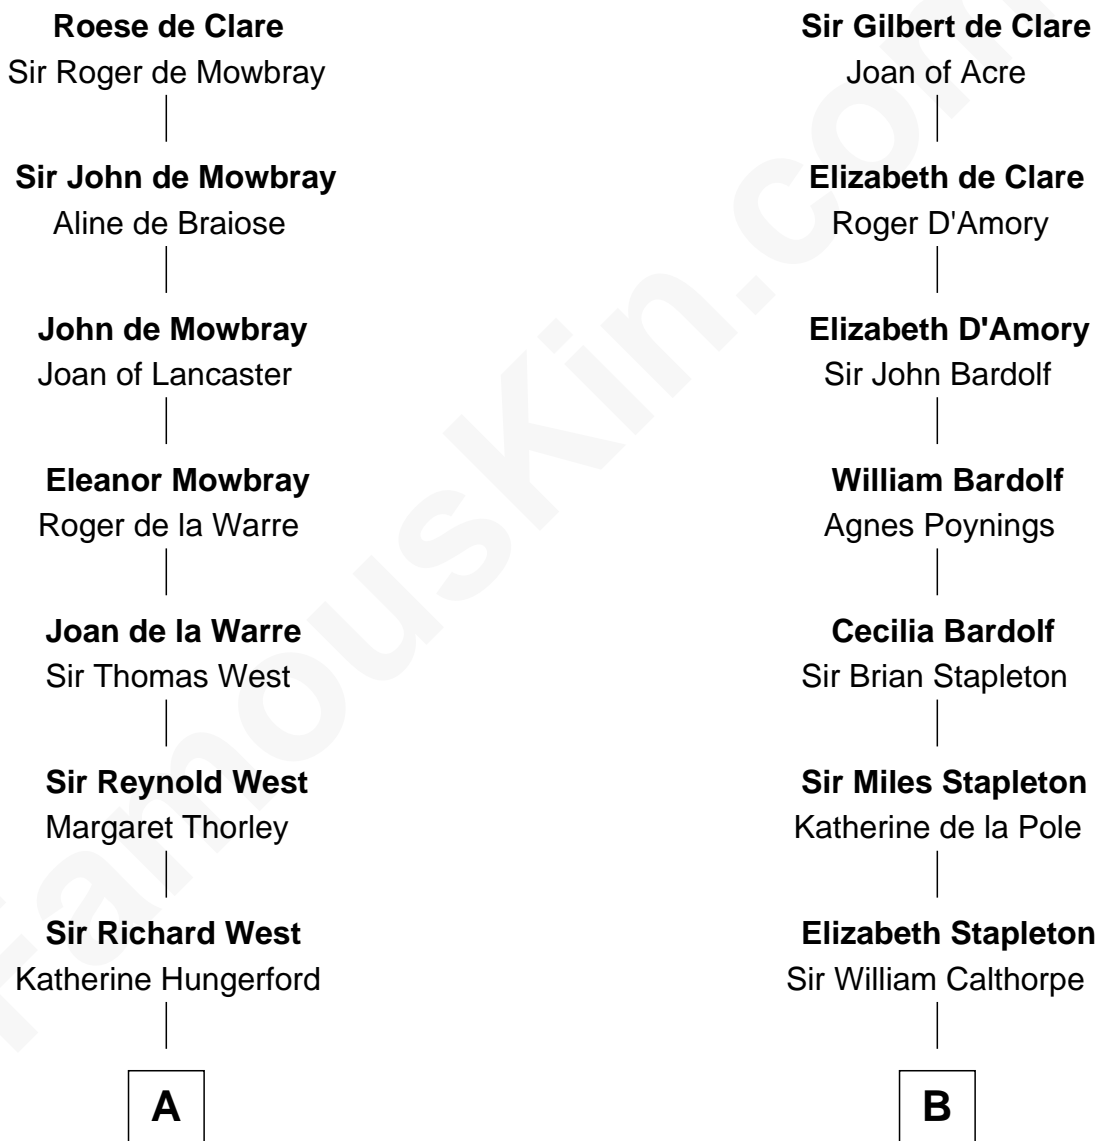 Roese de Clare
Sir Roger de Mowbray
Sir John de Mowbray
Aline de Braiose
John de Mowbray
Joan of Lancaster
Eleanor Mowbray
Roger de la Warre
Joan de la Warre
Sir Thomas West
Sir Reynold West
Margaret Thorley
Sir Richard West
Katherine Hungerford
A
Sir Gilbert de Clare
Joan of Acre
Elizabeth de Clare
Roger D'Amory
Elizabeth D'Amory
Sir John Bardolf
William Bardolf
Agnes Poynings
Cecilia Bardolf
Sir Brian Stapleton
Sir Miles Stapleton
Katherine de la Pole
Elizabeth Stapleton
Sir William Calthorpe
B
FamousKin.com